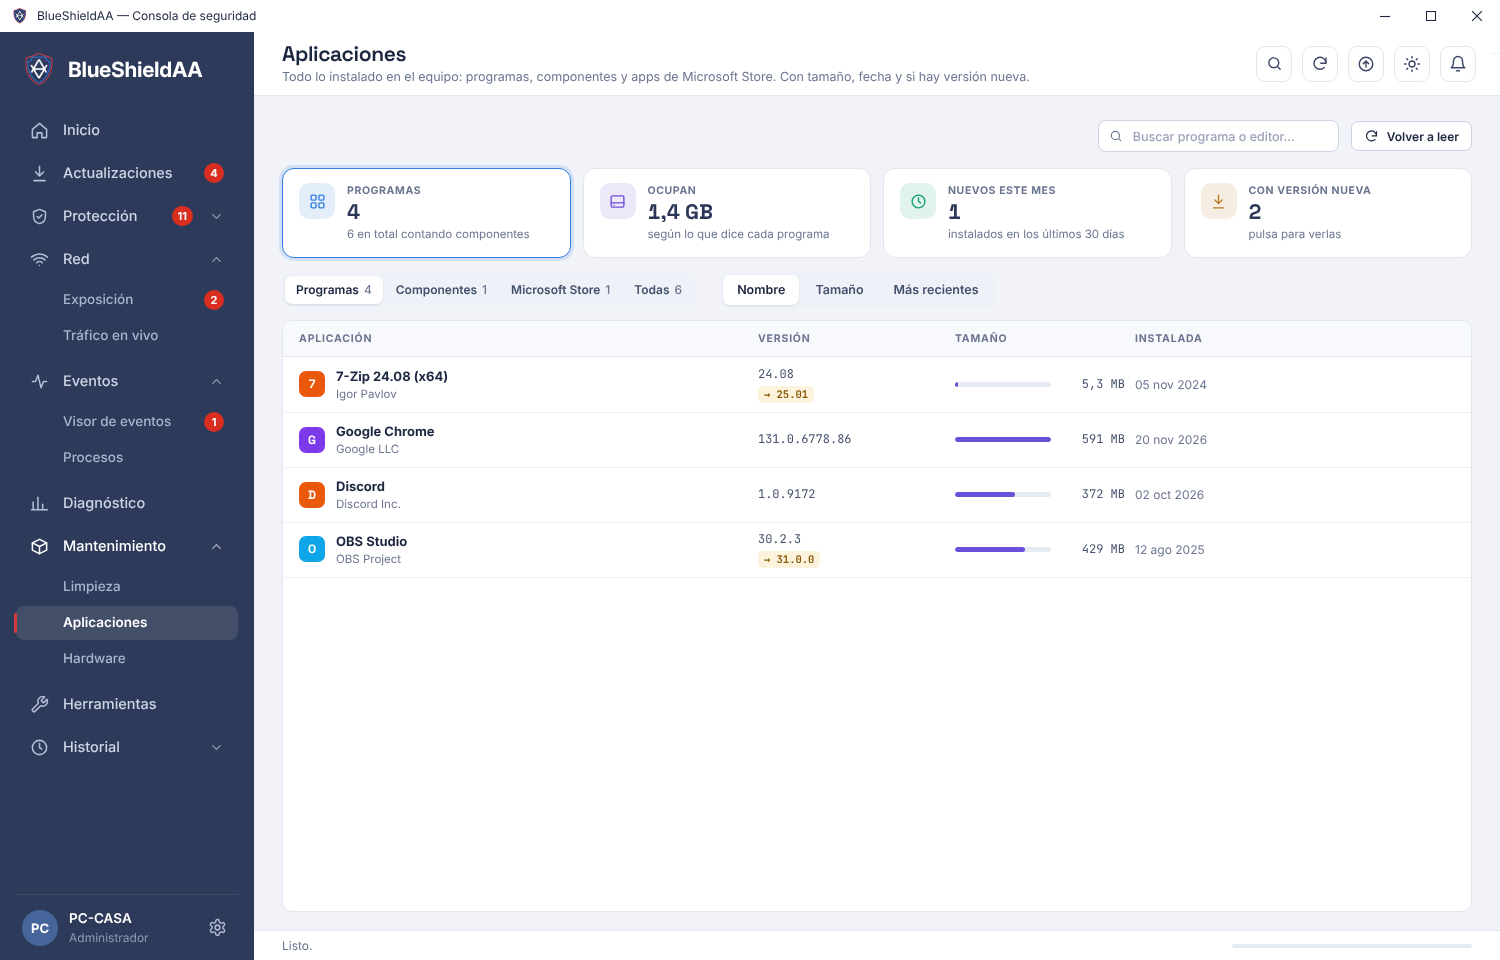 BlueShieldAA — Consola de seguridad
BlueShieldAA
Inicio
Actualizaciones 4
Protección 11
Red
Exposición 2
Tráfico en vivo
Eventos
Visor de eventos 1
Procesos
Diagnóstico
Mantenimiento
Limpieza
Aplicaciones
Hardware
Herramientas
Historial
PC
PC-CASA
Administrador
Aplicaciones
Todo lo instalado en el equipo: programas, componentes y apps de Microsoft Store. Con tamaño, fecha y si hay versión nueva.
Buscar programa o editor...
Volver a leer
PROGRAMAS
4
6 en total contando componentes
OCUPAN
1,4 GB
según lo que dice cada programa
NUEVOS ESTE MES
1
instalados en los últimos 30 días
CON VERSIÓN NUEVA
2
pulsa para verlas
Programas 4 Componentes 1 Microsoft Store 1 Todas 6 Nombre Tamaño Más recientes
APLICACIÓN VERSIÓN TAMAÑO INSTALADA
7
7-Zip 24.08 (x64)
Igor Pavlov
24.08
→ 25.01
5,3 MB 05 nov 2024
G
Google Chrome
Google LLC
131.0.6778.86
591 MB 20 nov 2026
D
Discord
Discord Inc.
1.0.9172
372 MB 02 oct 2026
O
OBS Studio
OBS Project
30.2.3
→ 31.0.0
429 MB 12 ago 2025
Listo.